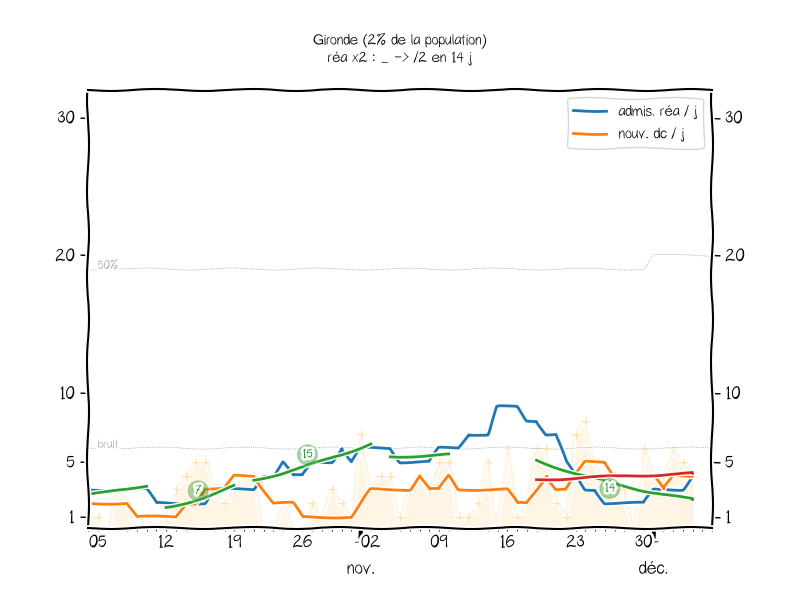 Gironde (2% de la population)
réa x2 : _ -> /2 en 14 j
admis. réa / j
nouv. dc / j
30
30
20
20
50%
10
10
bruit
5
5
15
7
14
1
1
05 12 19 26 02 09 16 23 30
nov. déc.